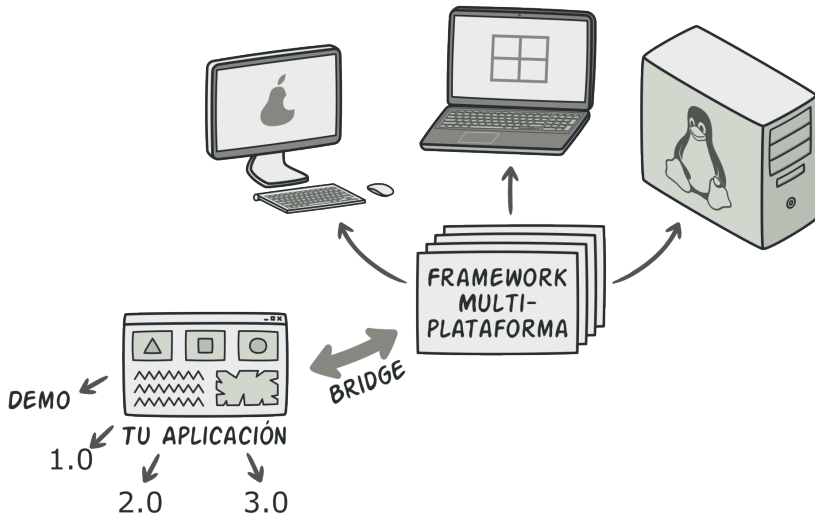 FRAMEWORK
MULTI-
PLATAFORMA
BRIDGE
DEMO
TU APLICACIÓN
1.0
2.0
3.0